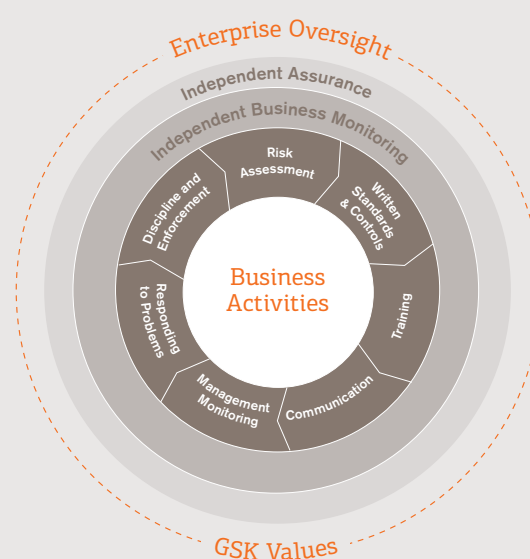 Enterprise Oversight
Independent Assurance
Independent Business Monitoring
Risk
Assessment
Written
Standards
& Controls
Training
Communication
Management
Monitoring
Responding
to Problems
Discipline and
Enforcement
Business
Activities
GSK Values